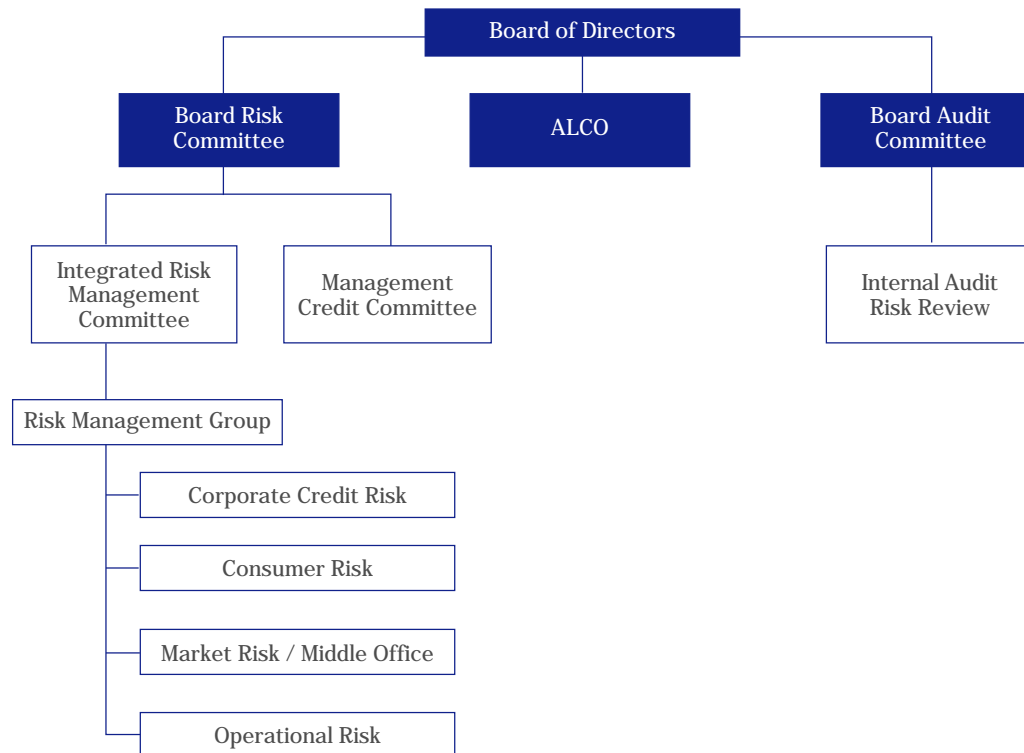 Board of Directors
Board Risk
Committee
ALCO
Board Audit
Committee
Integrated Risk
Management
Committee
Management
Credit Committee
Internal Audit
Risk Review
Risk Management Group
Corporate Credit Risk
Consumer Risk
Market Risk / Middle Office
Operational Risk